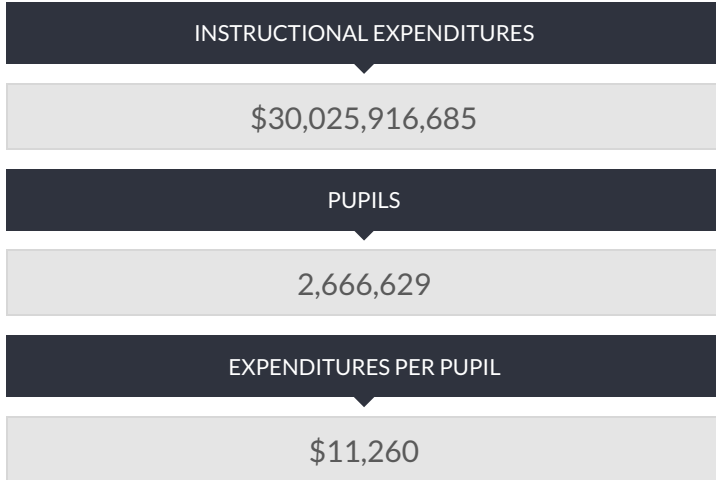 INSTRUCTIONAL EXPENDITURES
$30,025,916,685
PUPILS
2,666,629
EXPENDITURES PER PUPIL
$11,260